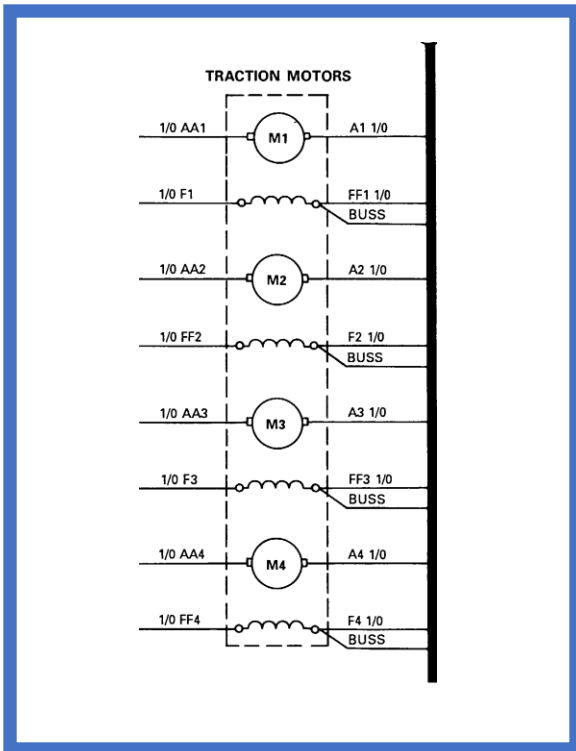 TRACTION MOTORS
1/0 AA1 M1 A1 1/0
1/0 F1 FF1 1/0
BUSS
1/0 AA2 M2 A2 1/0
1/0 FF2 F2 1/0
BUSS
1/0 AA3 M3 A3 1/0
1/0 F3 FF3 1/0
BUSS
1/0 AA4 M4 A4 1/0
1/0 FF4 F4 1/0
BUSS